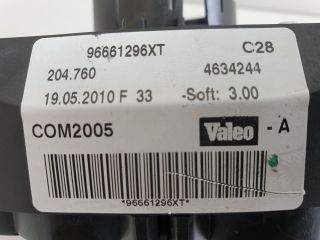 96661296XT C28
204.760 4634244
19.05.2010 F 33 -Soft: 3.00
COM2005 Valeo - A
*96661296XT*